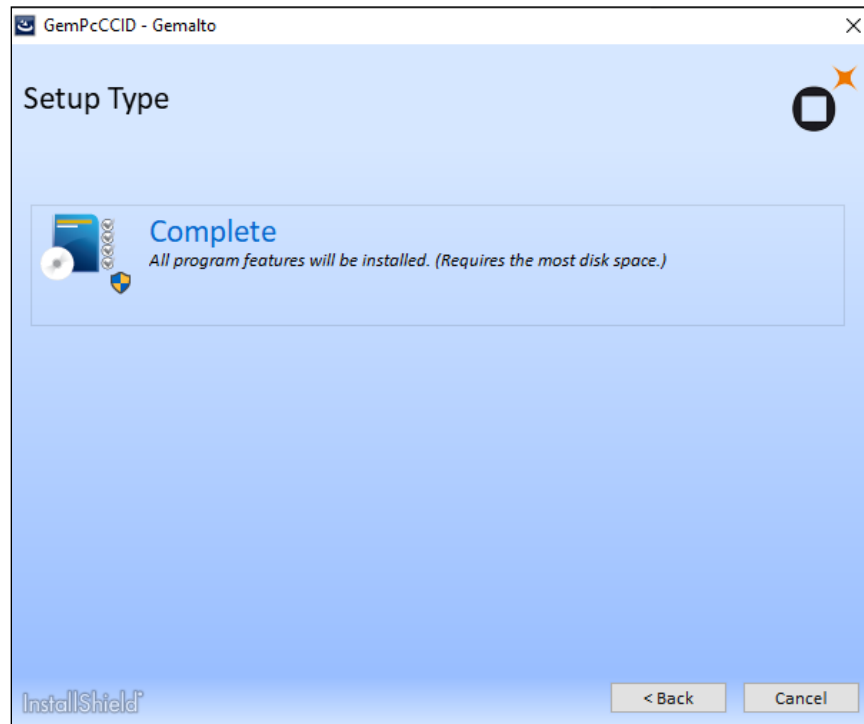 GemPcCCID - Gemalto
Setup Type
Complete
All program features will be installed. (Requires the most disk space.)
InstallShield
< Back
Cancel